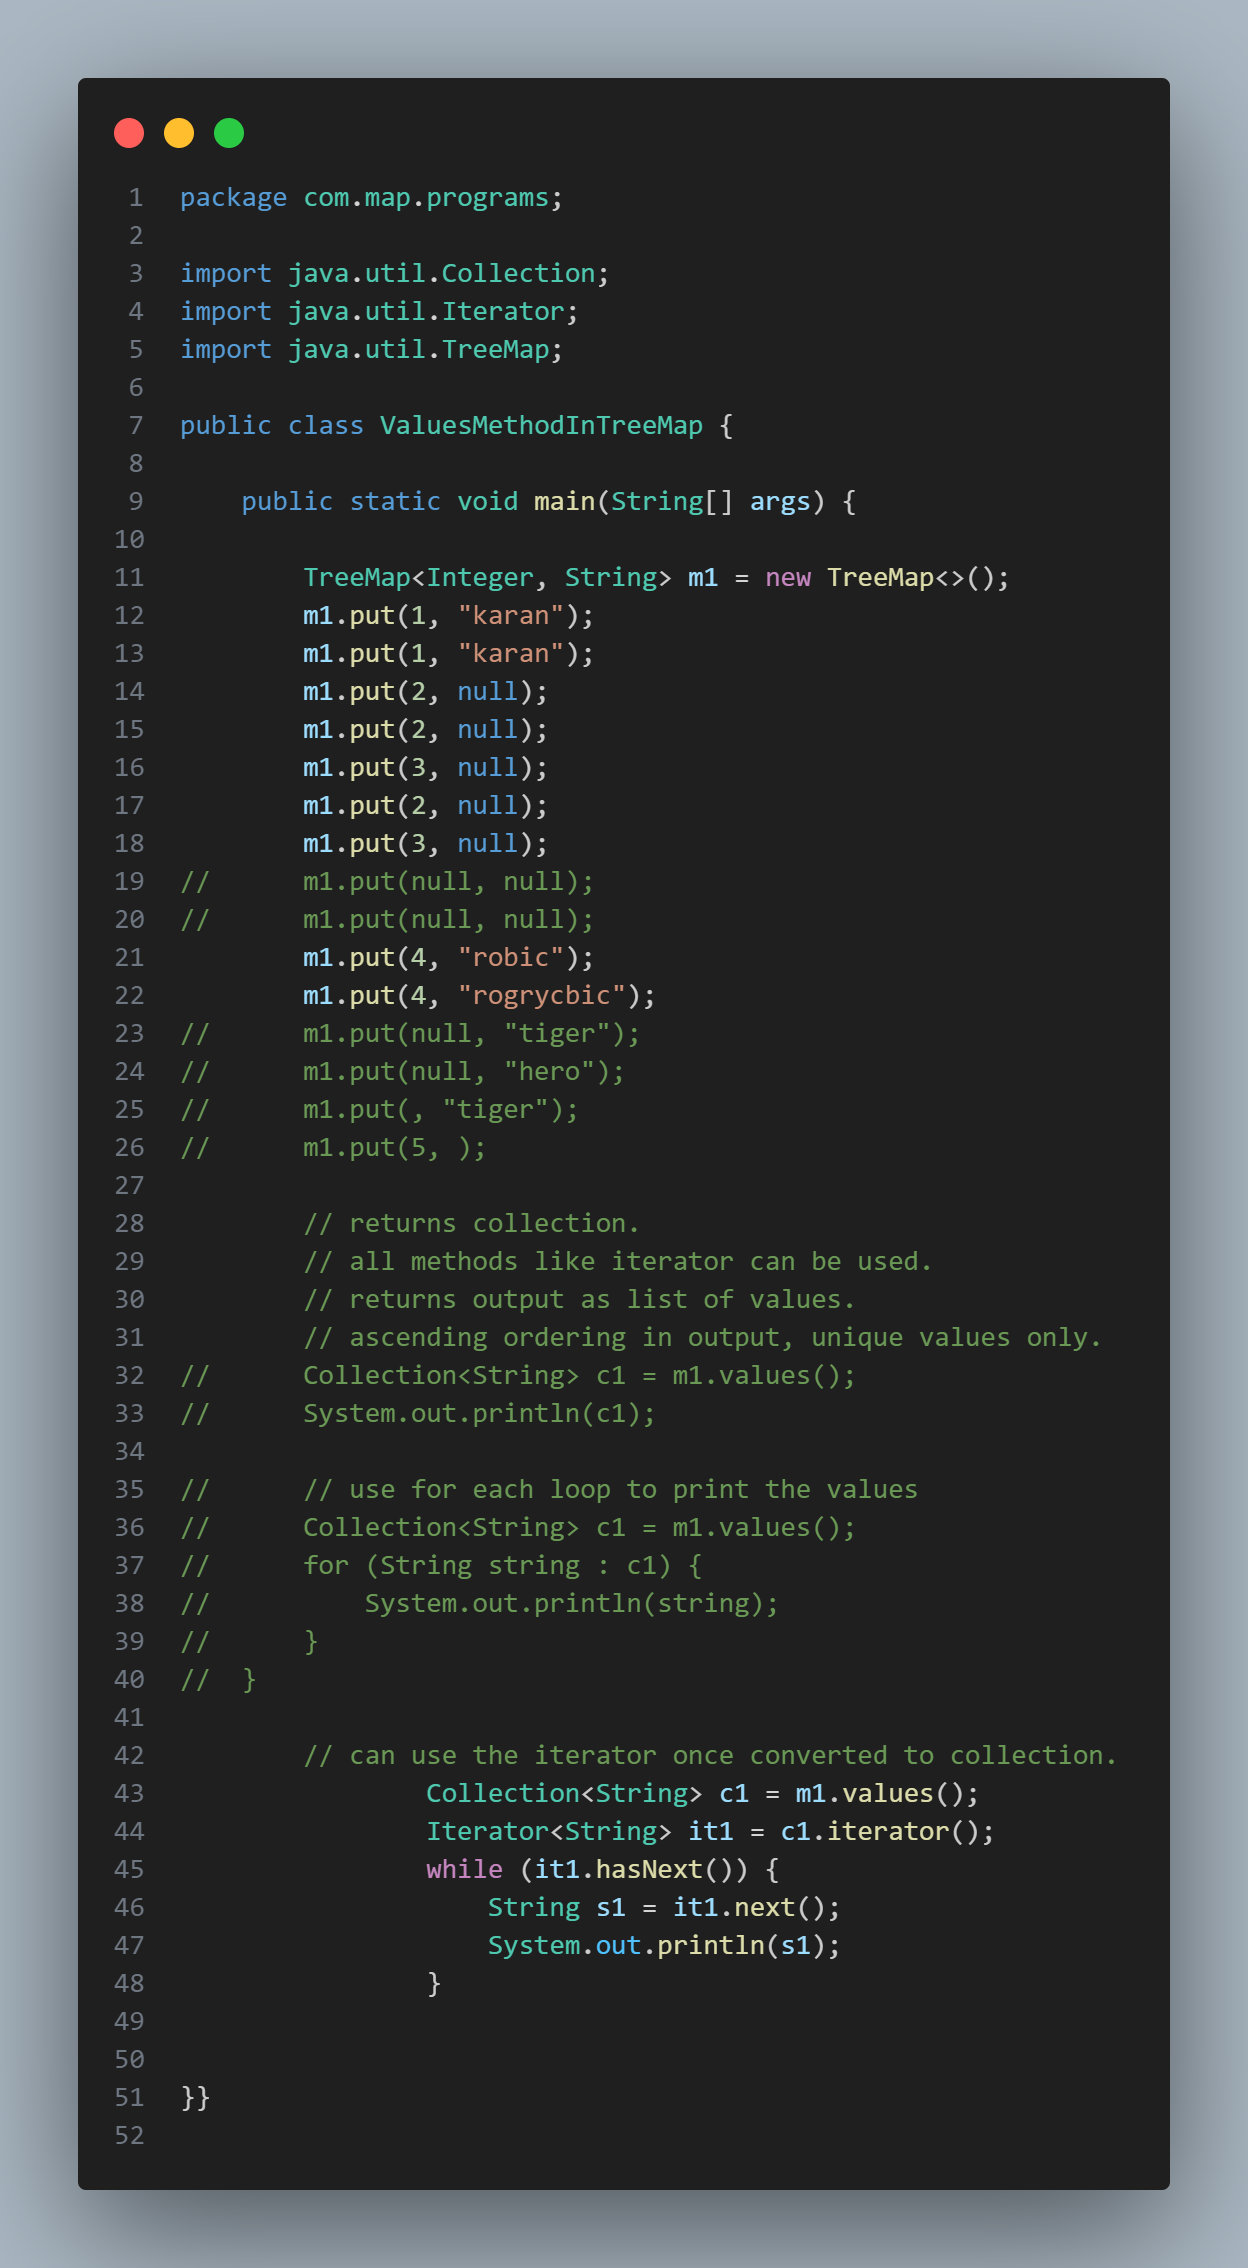 1 package com.map.programs;
2
3 import java.util.Collection;
4 import java.util.Iterator;
5 import java.util.TreeMap;
6
7 public class ValuesMethodInTreeMap {
8
9     public static void main(String[] args) {
10
11         TreeMap<Integer, String> m1 = new TreeMap<>();
12         m1.put(1, "karan");
13         m1.put(1, "karan");
14         m1.put(2, null);
15         m1.put(2, null);
16         m1.put(3, null);
17         m1.put(2, null);
18         m1.put(3, null);
19 //      m1.put(null, null);
20 //      m1.put(null, null);
21         m1.put(4, "robic");
22         m1.put(4, "rogrycbic");
23 //      m1.put(null, "tiger");
24 //      m1.put(null, "hero");
25 //      m1.put(, "tiger");
26 //      m1.put(5, );
27
28         // returns collection.
29         // all methods like iterator can be used.
30         // returns output as list of values.
31         // ascending ordering in output, unique values only.
32 //      Collection<String> c1 = m1.values();
33 //      System.out.println(c1);
34
35 //      // use for each loop to print the values
36 //      Collection<String> c1 = m1.values();
37 //      for (String string : c1) {
38 //          System.out.println(string);
39 //      }
40 //  }
41
42         // can use the iterator once converted to collection.
43                 Collection<String> c1 = m1.values();
44                 Iterator<String> it1 = c1.iterator();
45                 while (it1.hasNext()) {
46                     String s1 = it1.next();
47                     System.out.println(s1);
48                 }
49
50
51 }}
52